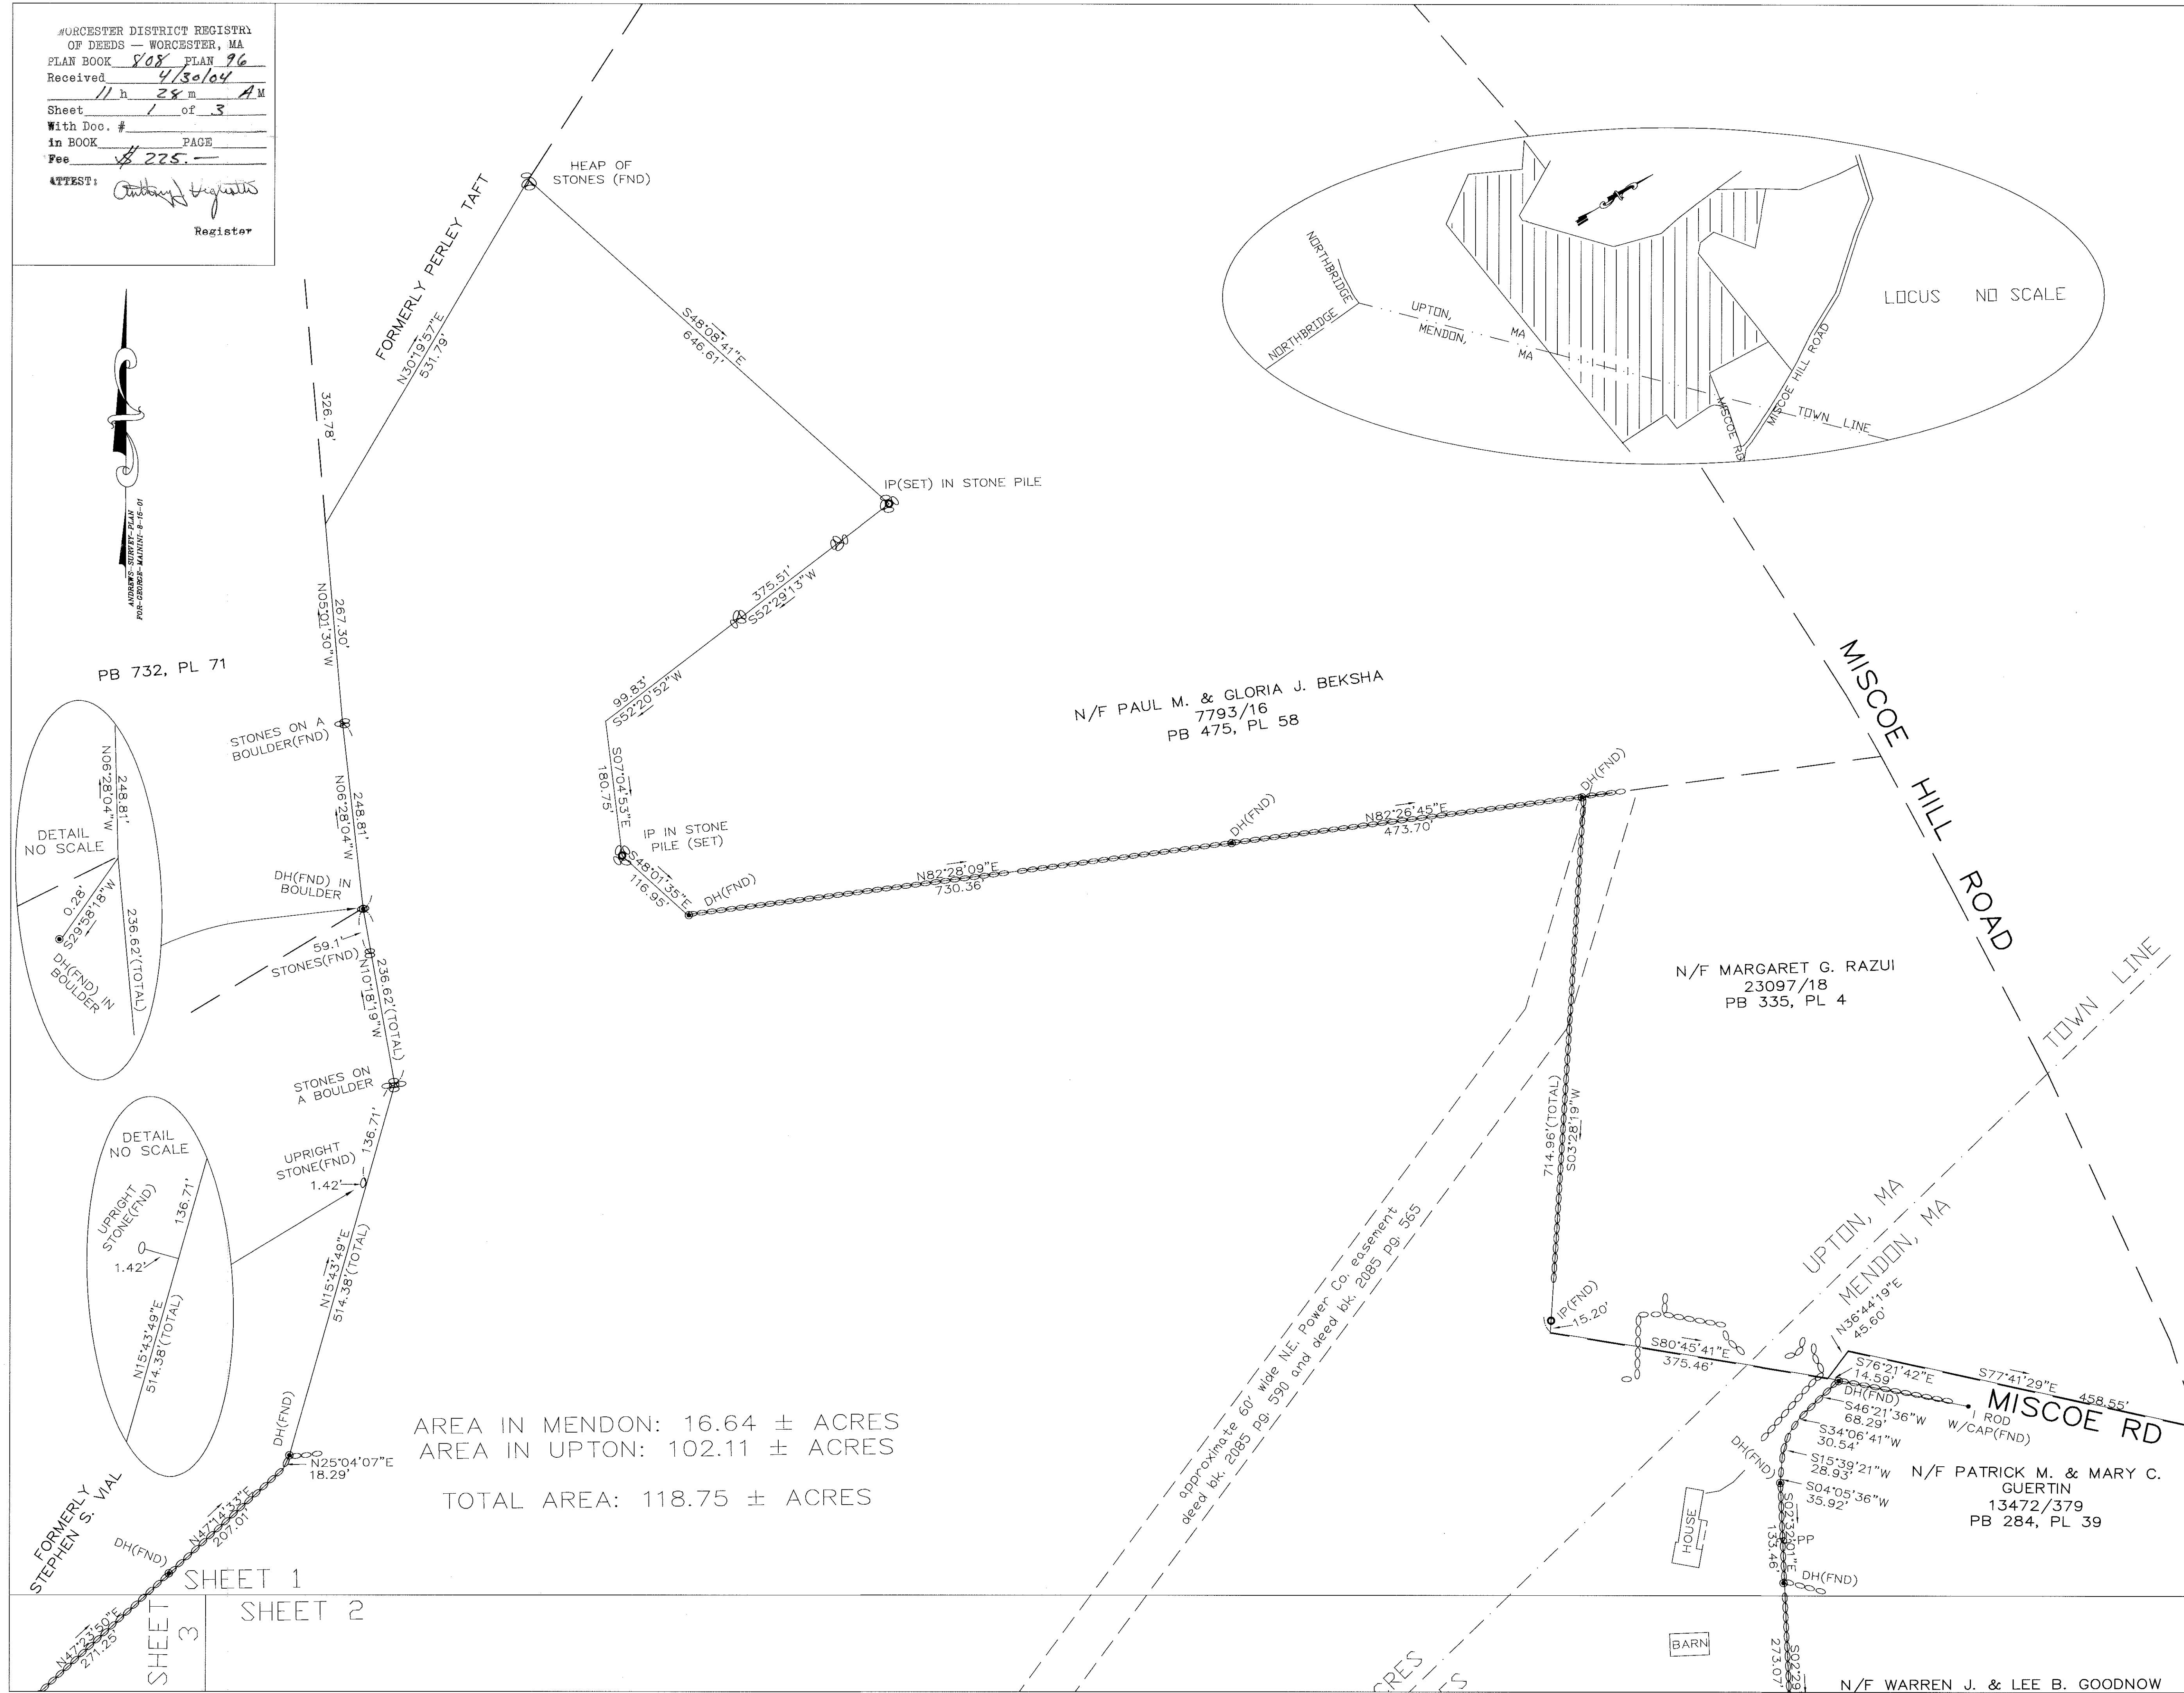 WORCESTER DISTRICT REGISTRY
OF DEEDS — WORCESTER, MA
PLAN BOOK 808 PLAN 96
Received 4/30/04
11 h 28 m A M
Sheet 1 of 3
With Doc. #
in BOOK PAGE
Fee $ 225.—
ATTEST: Anthony J Vigliotti
Register
ANDREWS-SURVEY-PLAN
FOR-GEORGE-MAININI-8-15-01
PB 732, PL 71
HEAP OF
STONES (FND)
FORMERLY PERLEY TAFT
N30°19'57"E
531.79'
S48°08'41"E
646.61'
326.78'
IP(SET) IN STONE PILE
375.51'
S52°29'13"W
99.83'
S52°20'52"W
S07°04'53"E
180.75'
IP IN STONE
PILE (SET)
S48°01'35"E
116.95'
DH(FND)
N82°28'09"E
730.36'
DH(FND)
N82°26'45"E
473.70'
DH(FND)
267.30'
N05°01'30"W
STONES ON A
BOULDER(FND)
248.81'
N06°28'04"W
DH(FND) IN
BOULDER
59.1'
STONES(FND)
236.62'(TOTAL)
N10°18'19"W
STONES ON
A BOULDER
136.71'
UPRIGHT
STONE(FND)
1.42'
N15°43'49"E
514.38'(TOTAL)
DH(FND)
N25°04'07"E
18.29'
N47°14'33"E
207.01'
DH(FND)
N47°23'50"E
271.25'
FORMERLY
STEPHEN S. VIAL
DETAIL
NO SCALE
N06°28'04"W
248.81'
0.28'
S29°58'18"W
236.62'(TOTAL)
DH(FND) IN
BOULDER
DETAIL
NO SCALE
UPRIGHT
STONE(FND)
136.71'
1.42'
N15°43'49"E
514.38'(TOTAL)
NORTHBRIDGE
NORTHBRIDGE
UPTON, MA
MENDON, MA
MISCOE HILL ROAD
MISCOE RD
TOWN LINE
LOCUS NO SCALE
N/F PAUL M. & GLORIA J. BEKSHA
7793/16
PB 475, PL 58
MISCOE HILL ROAD
N/F MARGARET G. RAZUI
23097/18
PB 335, PL 4
TOWN LINE
714.96'(TOTAL)
S03°28'19"W
UPTON, MA
MENDON, MA
approximate 60' wide N.E. Power Co. easement
deed bk. 2085 pg. 590 and deed bk. 2085 pg. 565
IP(FND)
15.20'
S80°45'41"E
375.46'
N36°44'19"E
45.60'
S76°21'42"E
14.59'
S77°41'29"E
458.55'
MISCOE RD
DH(FND)
I ROD
W/CAP(FND)
S46°21'36"W
68.29'
S34°06'41"W
30.54'
S15°39'21"W
28.93'
DH(FND)
S04°05'36"W
35.92'
S02°32'01"E
133.46'
PP
DH(FND)
HOUSE
BARN
S02°29
273.07'
N/F PATRICK M. & MARY C.
GUERTIN
13472/379
PB 284, PL 39
N/F WARREN J. & LEE B. GOODNOW
AREA IN MENDON: 16.64 ± ACRES
AREA IN UPTON: 102.11 ± ACRES
TOTAL AREA: 118.75 ± ACRES
SHEET 1
SHEET 2
SHEET
3
CRES
ES